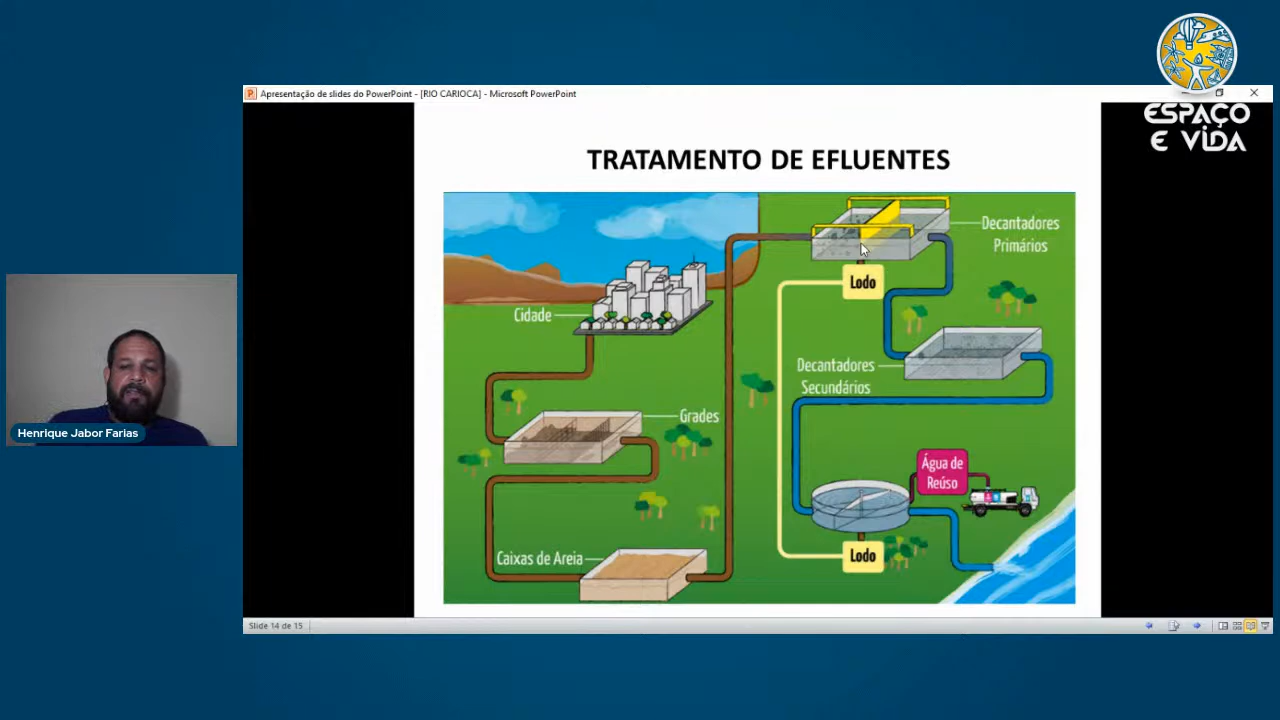 ESPAÇO
E VIDA
Apresentação de slides do PowerPoint - [RIO CARIOCA] - Microsoft PowerPoint
TRATAMENTO DE EFLUENTES
Decantadores
Primários
Lodo
Cidade
Decantadores
Secundários
Grades
Água de
Reúso
Caixas de Areia
Lodo
Henrique Jabor Farias
Slide 14 de 15